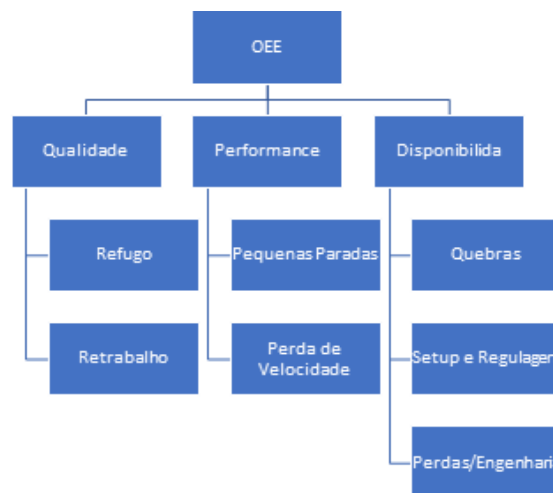 OEE
Qualidade
Performance
Disponibilida
Refugo
Pequenas Paradas
Quebras
Retrabalho
Perda de
Velocidade
Setup e Regulagen
Perdas/Engenhari